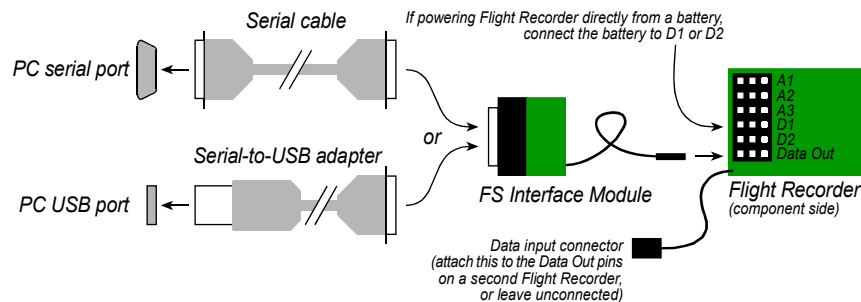 Serial cable
If powering Flight Recorder directly from a battery,
connect the battery to D1 or D2
PC serial port
A1
A2
A3
D1
D2
Data Out
or
Serial-to-USB adapter
FS Interface Module
Flight Recorder
(component side)
PC USB port
Data input connector
(attach this to the Data Out pins
on a second Flight Recorder,
or leave unconnected)